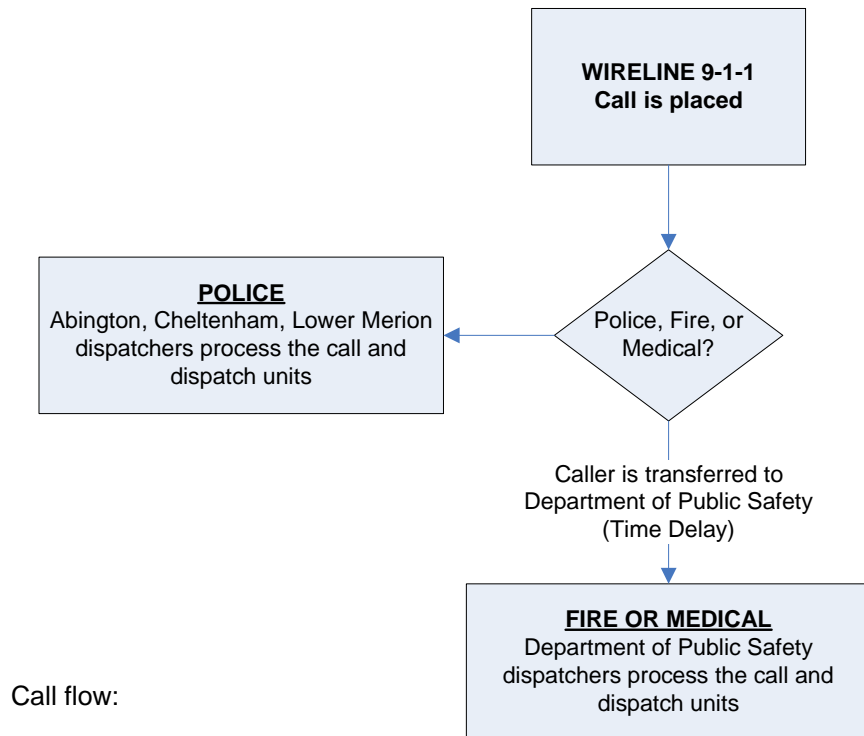 WIRELINE 9-1-1
Call is placed
POLICE
Abington, Cheltenham, Lower Merion
dispatchers process the call and
dispatch units
Police, Fire, or
Medical?
Caller is transferred to
Department of Public Safety
(Time Delay)
FIRE OR MEDICAL
Department of Public Safety
dispatchers process the call and
dispatch units
Call flow: